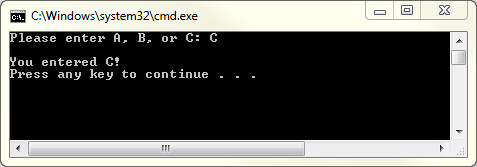 C:\Windows\system32\cmd.exe
Please enter A, B, or C: C
You entered C!
Press any key to continue . . .